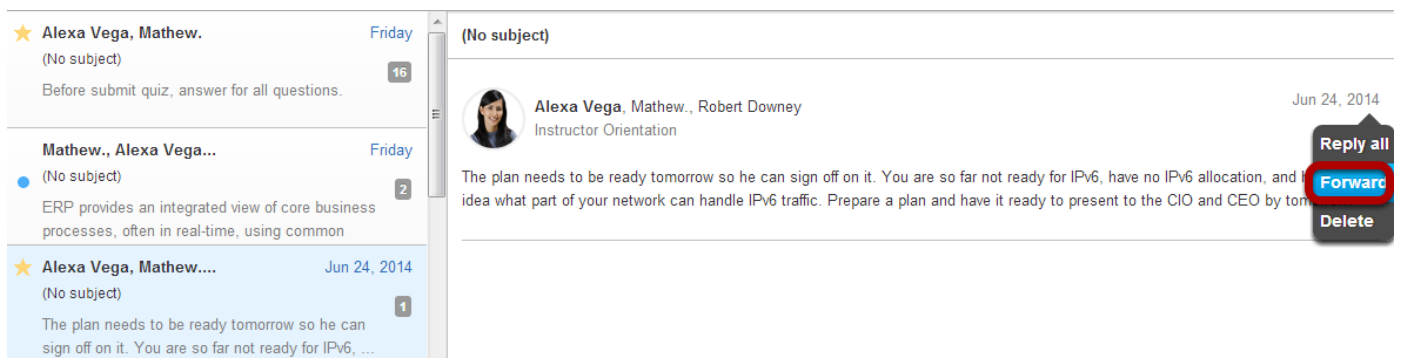 Alexa Vega, Mathew.
Friday
(No subject)
16
Before submit quiz, answer for all questions.
Mathew., Alexa Vega...
Friday
(No subject)
2
ERP provides an integrated view of core business
processes, often in real-time, using common
Alexa Vega, Mathew....
Jun 24, 2014
(No subject)
1
The plan needs to be ready tomorrow so he can
sign off on it. You are so far not ready for IPv6, ...
(No subject)
Alexa Vega, Mathew., Robert Downey
Jun 24, 2014
Instructor Orientation
The plan needs to be ready tomorrow so he can sign off on it. You are so far not ready for IPv6, have no IPv6 allocation, and
idea what part of your network can handle IPv6 traffic. Prepare a plan and have it ready to present to the CIO and CEO by
Reply all
Forward
Delete